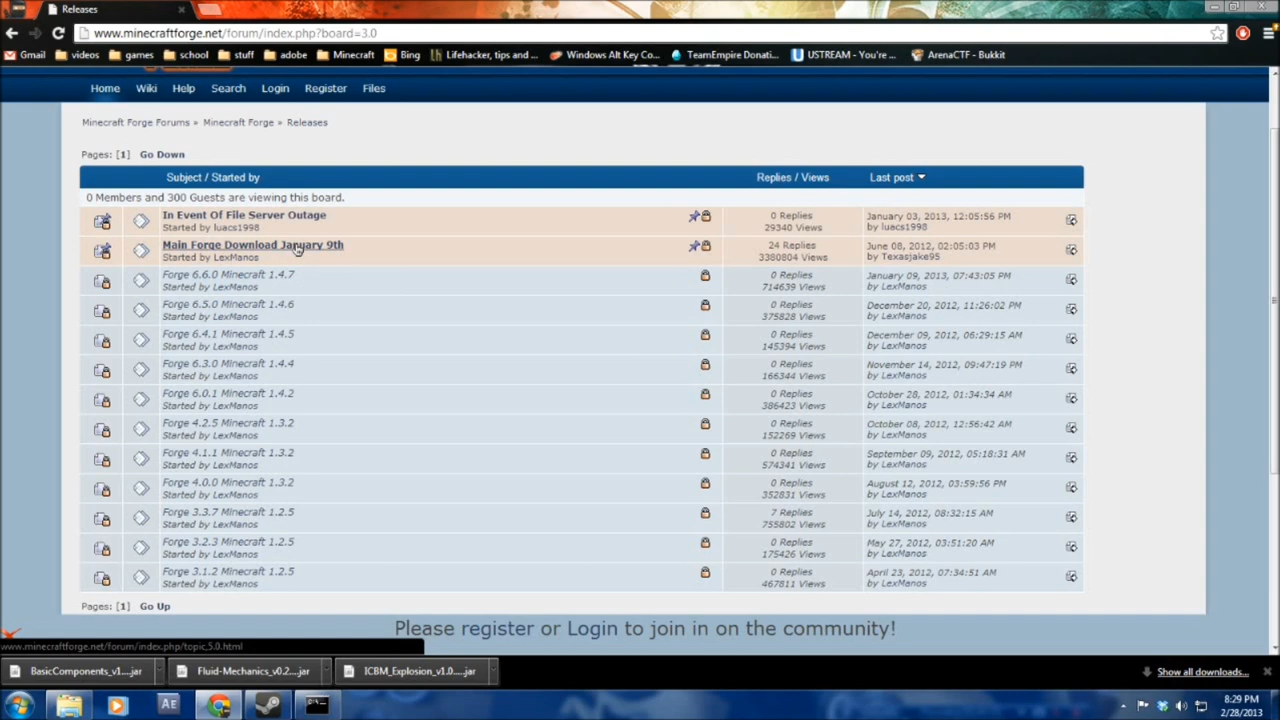 Releases
www.minecraftforge.net/forum/index.php?board=3.0
Gmail videos games school stuff adobe Minecraft Bing Lifehacker, tips and ... Windows Alt Key Co... TeamEmpire Donati... USTREAM - You're ... ArenaCTF - Bukkit
Home Wiki Help Search Login Register Files
Minecraft Forge Forums » Minecraft Forge » Releases
Pages: [1] Go Down
Subject / Started by Replies / Views Last post
0 Members and 300 Guests are viewing this board.
In Event Of File Server Outage 0 Replies January 03, 2013, 12:05:56 PM
Started by luacs1998 29340 Views by luacs1998
Main Forge Download January 9th 24 Replies June 08, 2012, 02:05:03 PM
Started by LexManos 3380804 Views by Texasjake95
Forge 6.6.0 Minecraft 1.4.7 0 Replies January 09, 2013, 07:43:05 PM
Started by LexManos 714639 Views by LexManos
Forge 6.5.0 Minecraft 1.4.6 0 Replies December 20, 2012, 11:26:02 PM
Started by LexManos 375828 Views by LexManos
Forge 6.4.1 Minecraft 1.4.5 0 Replies December 09, 2012, 06:29:15 AM
Started by LexManos 145394 Views by LexManos
Forge 6.3.0 Minecraft 1.4.4 0 Replies November 14, 2012, 09:47:19 PM
Started by LexManos 166344 Views by LexManos
Forge 6.0.1 Minecraft 1.4.2 0 Replies October 28, 2012, 01:34:34 AM
Started by LexManos 386423 Views by LexManos
Forge 4.2.5 Minecraft 1.3.2 0 Replies October 08, 2012, 12:56:42 AM
Started by LexManos 152269 Views by LexManos
Forge 4.1.1 Minecraft 1.3.2 0 Replies September 09, 2012, 05:18:31 AM
Started by LexManos 574341 Views by LexManos
Forge 4.0.0 Minecraft 1.3.2 0 Replies August 12, 2012, 03:59:56 PM
Started by LexManos 352831 Views by LexManos
Forge 3.3.7 Minecraft 1.2.5 7 Replies July 14, 2012, 08:32:15 AM
Started by LexManos 755802 Views by LexManos
Forge 3.2.3 Minecraft 1.2.5 0 Replies May 27, 2012, 03:51:20 AM
Started by LexManos 175426 Views by LexManos
Forge 3.1.2 Minecraft 1.2.5 0 Replies April 23, 2012, 07:34:51 AM
Started by LexManos 467811 Views by LexManos
Pages: [1] Go Up
Please register or Login to join in on the community!
www.minecraftforge.net/forum/index.php/topic,5.0.html
BasicComponents_v1....jar Fluid-Mechanics_v0.2....jar ICBM_Explosion_v1.0....jar Show all downloads...
Ae
8:29 PM
2/28/2013